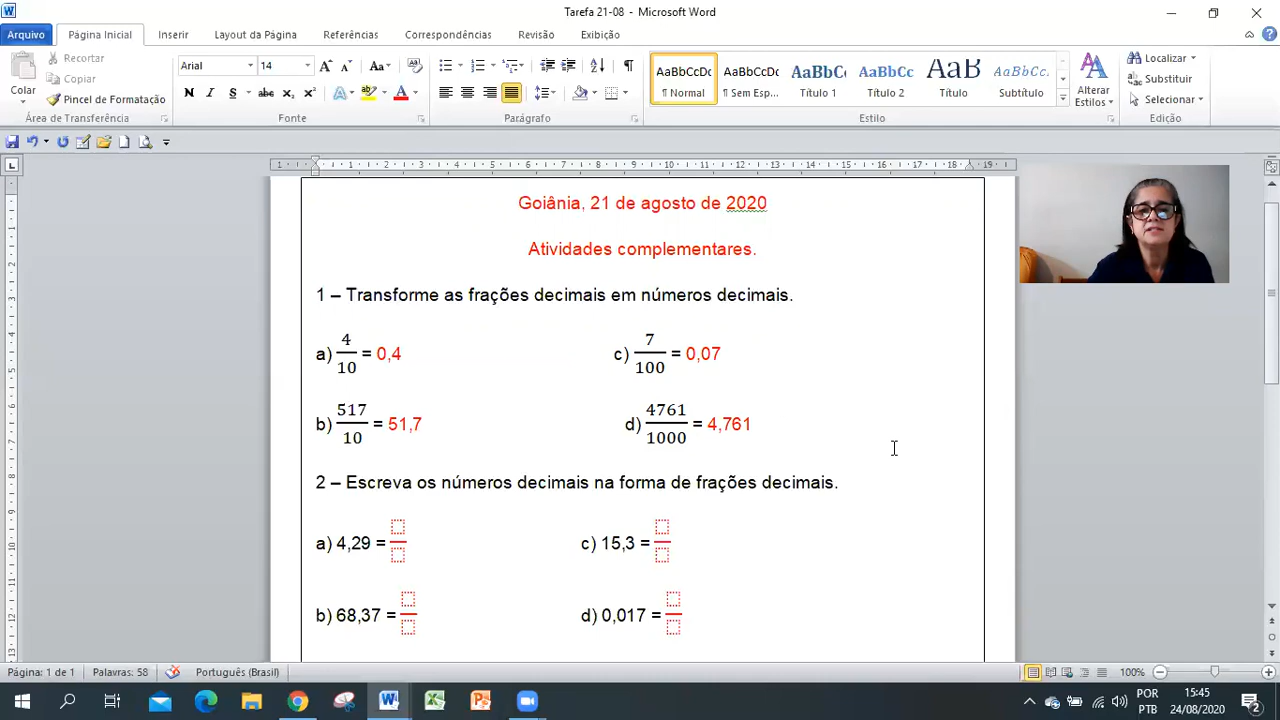 Tarefa 21-08 - Microsoft Word
Arquivo Página Inicial Inserir Layout da Página Referências Correspondências Revisão Exibição
Colar
Recortar
Copiar
Pincel de Formatação
Área de Transferência
Arial 14
Fonte
Parágrafo
AaBbCcDc AaBbCcDc AaBbC AaBbCc AaB AaBbCc.
¶ Normal ¶ Sem Esp... Título 1 Título 2 Título Subtítulo
Alterar Estilos
Estilo
Localizar
Substituir
Selecionar
Edição
Goiânia, 21 de agosto de 2020
Atividades complementares.
1 – Transforme as frações decimais em números decimais.
a) 4/10 = 0,4 c) 7/100 = 0,07
b) 517/10 = 51,7 d) 4761/1000 = 4,761
2 – Escreva os números decimais na forma de frações decimais.
a) 4,29 = c) 15,3 =
b) 68,37 = d) 0,017 =
Página: 1 de 1 Palavras: 58 Português (Brasil) 100%
POR 15:45
PTB 24/08/2020